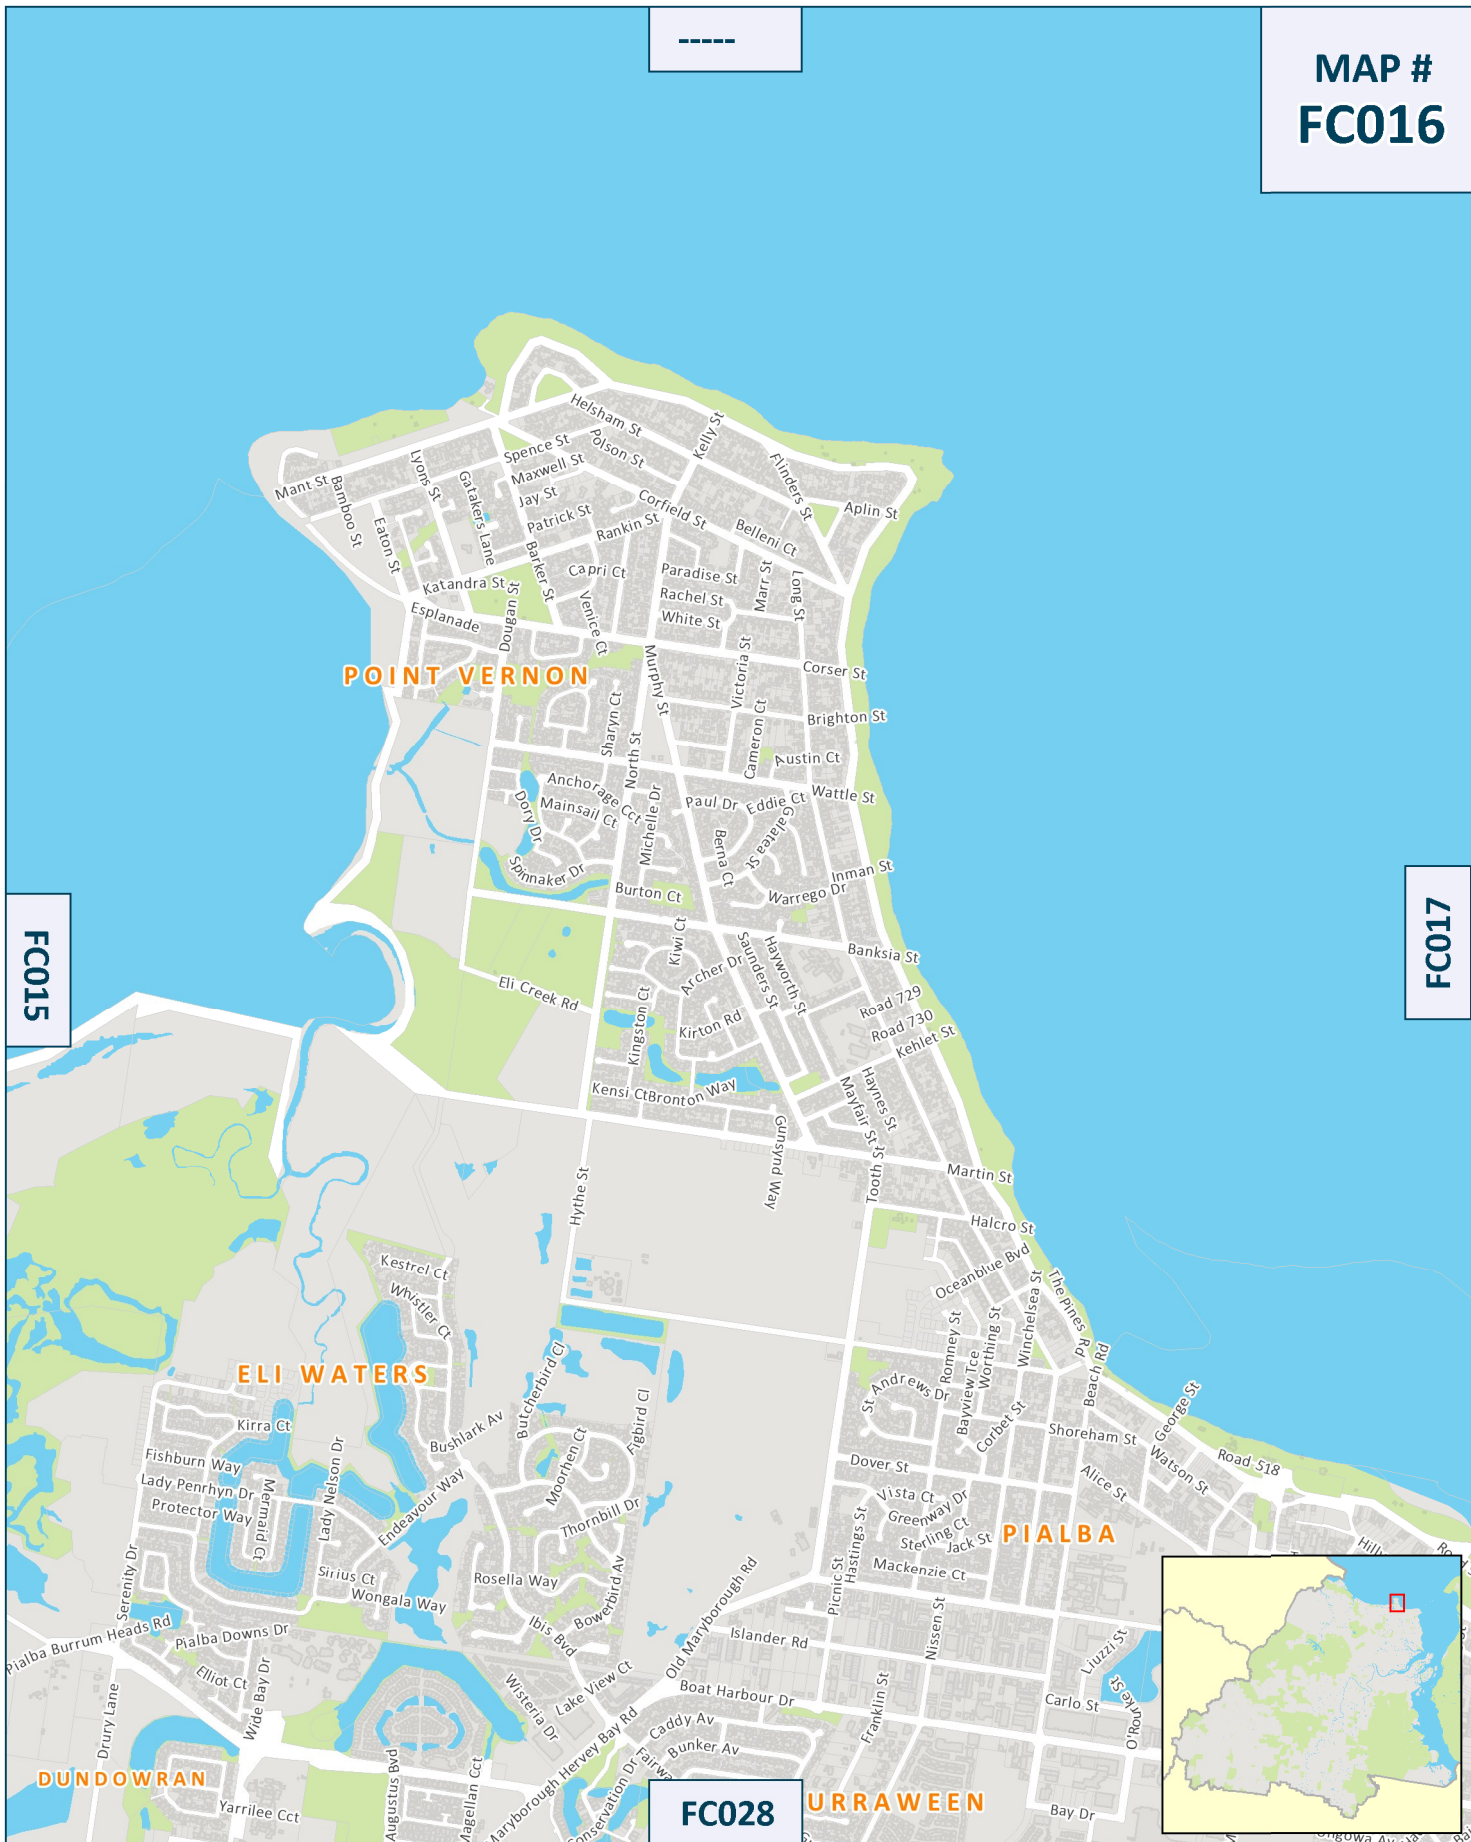 -----
MAP #
FC016
Helsham St
Kelly St
Polson St
Spence St
Flinders St
Lyons St
Maxwell St
Mant St
Bamboo St
Gatakers Lane
Jay St
Corfield St
Aplin St
Patrick St
Rankin St
Belleni Ct
Eaton St
Barker St
Katandra St
Capri Ct
Paradise St
Marr St
Long St
Rachel St
Esplanade
Dougan St
Venice Ct
White St
POINT VERNON
Murphy St
Victoria St
Corser St
Sharyn Ct
Cameron Ct
Brighton St
North St
Austin Ct
Anchorage Cct
Wattle St
Dory Dr
Mainsail Ct
Michelle Dr
Paul Dr
Eddie Ct
Galatea St
Berna Ct
Spinnaker Dr
Inman St
Burton Ct
Warrego Dr
FC015
FC017
Kiwi Ct
Saunders St
Hayworth St
Banksia St
Archer Dr
Eli Creek Rd
Road 729
Kingston Ct
Kirton Rd
Road 730
Kehlet St
Kensi Ct
Bronton Way
Mayfair St
Haynes St
Gunsynd Way
Hythe St
Tooth St
Martin St
Halcro St
Kestrel Ct
Oceanblue Bvd
Whistler Ct
Winchelsea St
The Pines Rd
Romney St
Worthing St
ELI WATERS
Butcherbird Cl
Bayview Tce
Beach Rd
St Andrews Dr
Figbird Cl
Corbet St
George St
Kirra Ct
Bushlark Av
Moorhen Ct
Shoreham St
Fishburn Way
Lady Nelson Dr
Dover St
Watson St
Road 518
Lady Penrhyn Dr
Mermaid Ct
Endeavour Way
Alice St
Protector Way
Thornbill Dr
Vista Ct
Greenway Dr
PIALBA
Sterling Ct
Jack St
Serenity Dr
Sirius Ct
Rosella Way
Hastings St
Mackenzie Ct
Wongala Way
Bowerbird Av
Picnic St
Ibis Bvd
Old Maryborough Rd
Pialba Burrum Heads Rd
Pialba Downs Dr
Islander Rd
Nissen St
Liuzzi St
Elliot Ct
Wide Bay Dr
Wisteria Dr
Lake View Ct
Boat Harbour Dr
Franklin St
Carlo St
O'Rourke St
Drury Lane
Caddy Av
Bunker Av
DUNDOWRAN
Augustus Bvd
Magellan Cct
Maryborough Hervey Bay Rd
Conservation Dr
Yarrilee Cct
FC028
URRAWEEN
Bay Dr